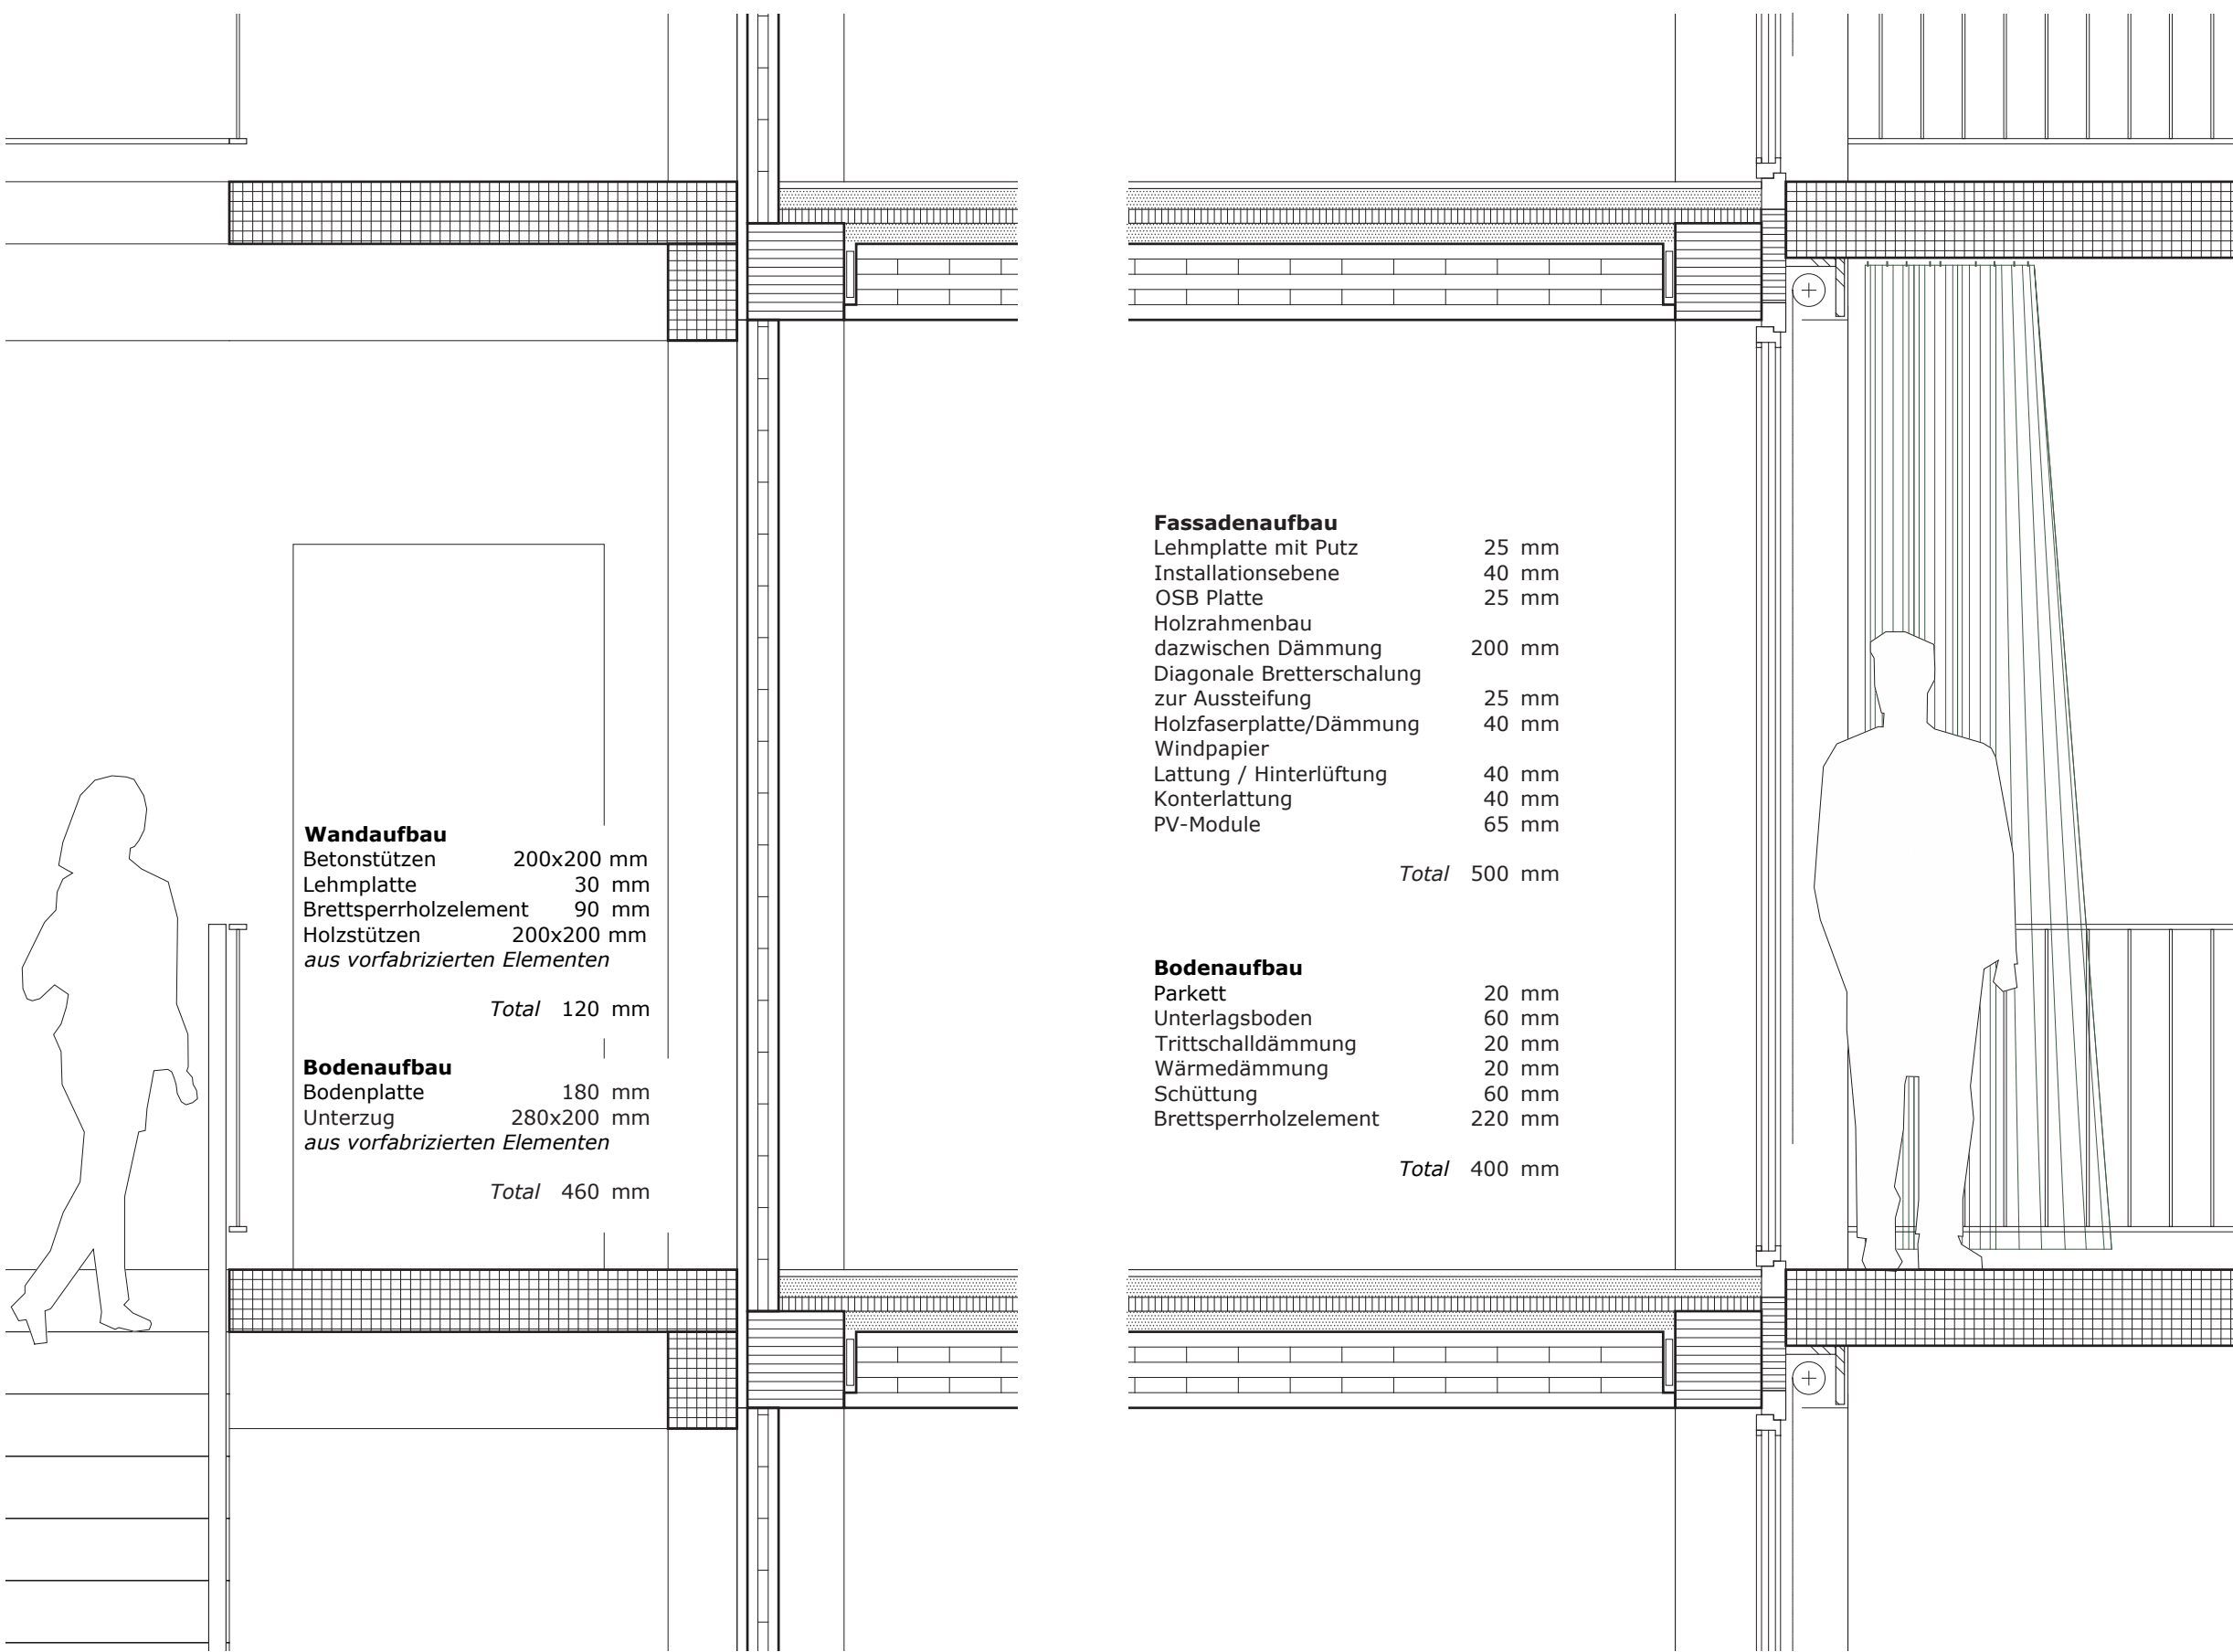 Wandaufbau
Betonstützen 200x200 mm
Lehmplatte 30 mm
Brettsperrholzelement 90 mm
Holzstützen 200x200 mm
aus vorfabrizierten Elementen
Total 120 mm
Bodenaufbau
Bodenplatte 180 mm
Unterzug 280x200 mm
aus vorfabrizierten Elementen
Total 460 mm
Fassadenaufbau
Lehmplatte mit Putz 25 mm
Installationsebene 40 mm
OSB Platte 25 mm
Holzrahmenbau
dazwischen Dämmung 200 mm
Diagonale Bretterschalung
zur Aussteifung 25 mm
Holzfaserplatte/Dämmung 40 mm
Windpapier
Lattung / Hinterlüftung 40 mm
Konterlattung 40 mm
PV-Module 65 mm
Total 500 mm
Bodenaufbau
Parkett 20 mm
Unterlagsboden 60 mm
Trittschalldämmung 20 mm
Wärmedämmung 20 mm
Schüttung 60 mm
Brettsperrholzelement 220 mm
Total 400 mm